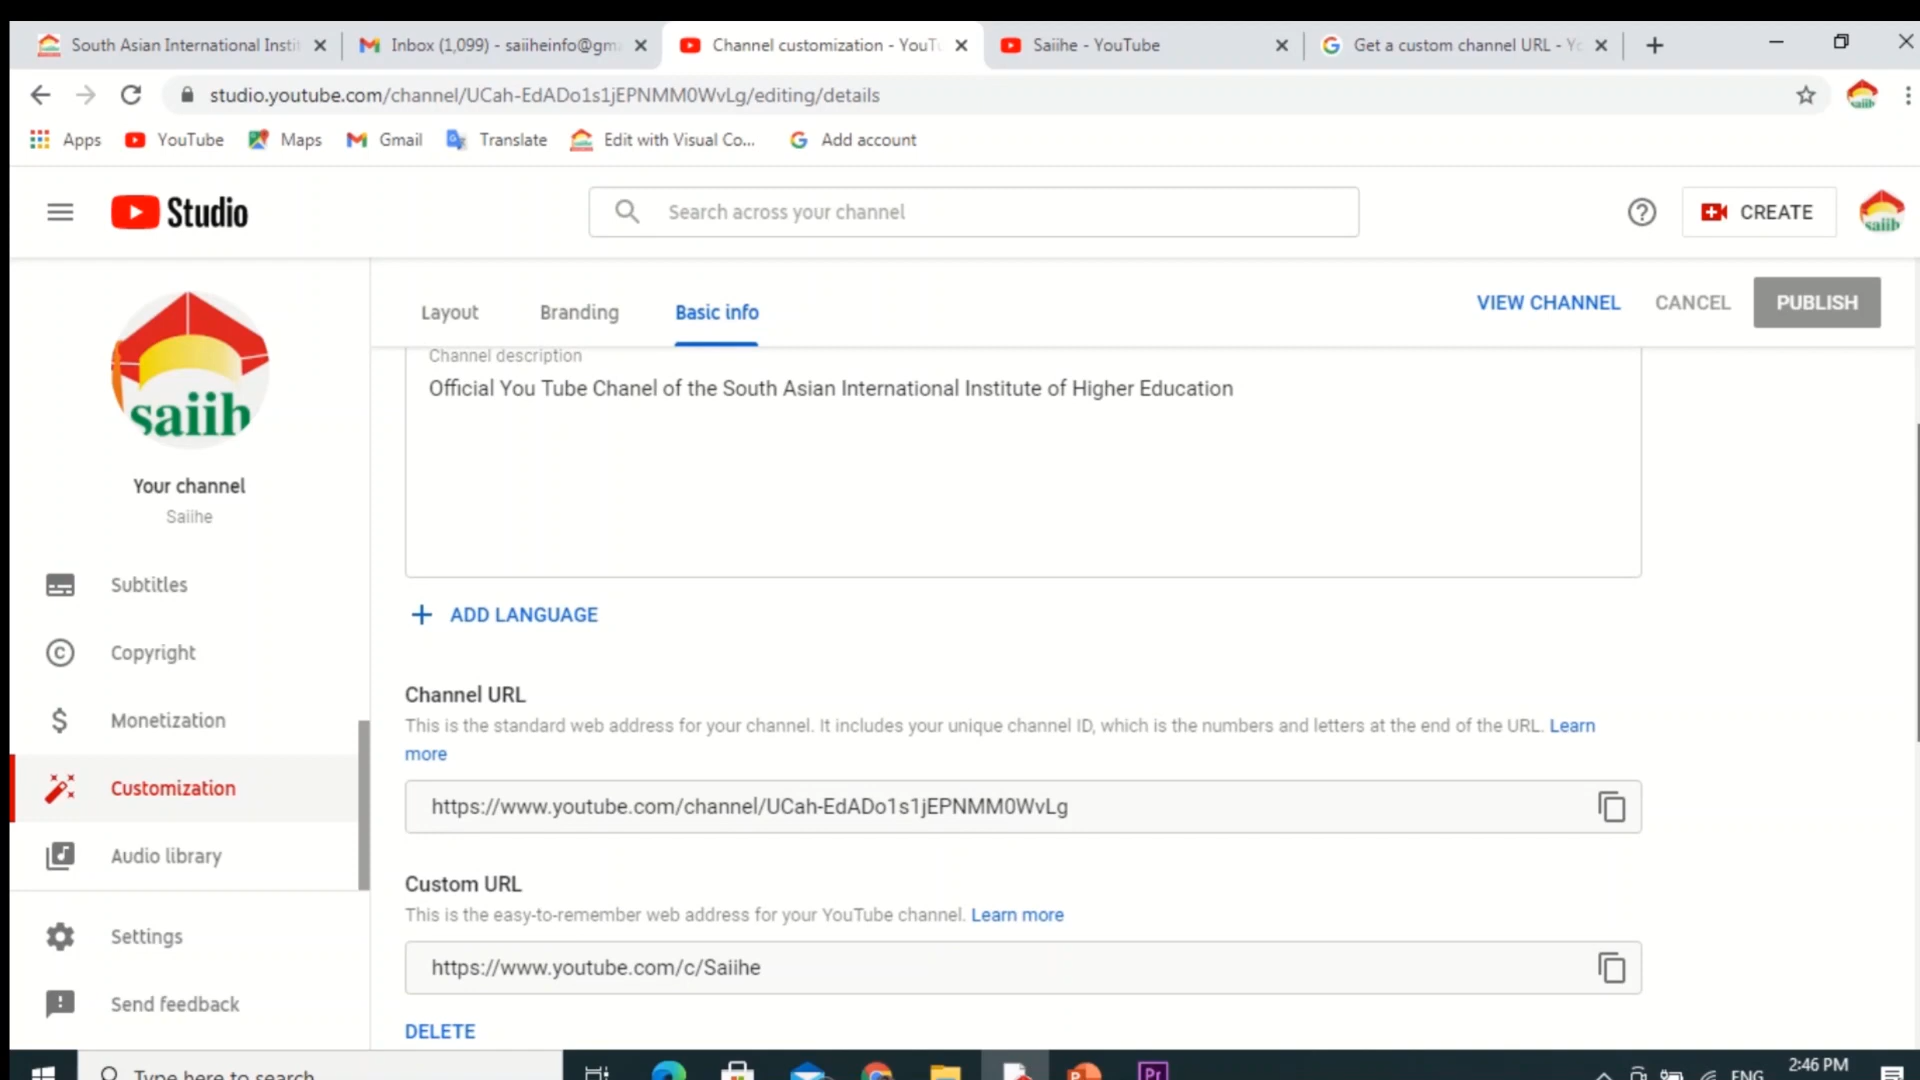 South Asian International Insti
Inbox (1,099) - saiiheinfo@gm
Channel customization - YouT
Saiihe - YouTube
Get a custom channel URL - Yo
studio.youtube.com/channel/UCah-EdADo1s1jEPNMM0WvLg/editing/details
Apps
YouTube
Maps
Gmail
Translate
Edit with Visual Co...
Add account
Studio
Search across your channel
CREATE
saiih
Layout
Branding
Basic info
VIEW CHANNEL
CANCEL
PUBLISH
saiih
Your channel
Saiihe
Subtitles
Copyright
Monetization
Customization
Audio library
Settings
Send feedback
Channel description
Official You Tube Chanel of the South Asian International Institute of Higher Education
ADD LANGUAGE
Channel URL
This is the standard web address for your channel. It includes your unique channel ID, which is the numbers and letters at the end of the URL. Learn
more
https://www.youtube.com/channel/UCah-EdADo1s1jEPNMM0WvLg
Custom URL
This is the easy-to-remember web address for your YouTube channel. Learn more
https://www.youtube.com/c/Saiihe
DELETE
Type here to search
Pr
ENG
2:46 PM